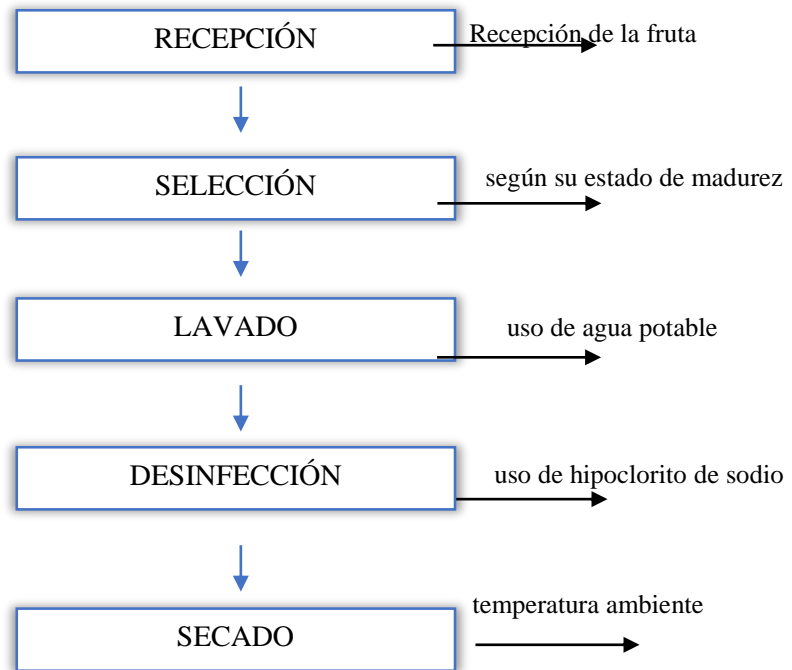 RECEPCIÓN
Recepción de la fruta
SELECCIÓN
según su estado de madurez
LAVADO
uso de agua potable
DESINFECCIÓN
uso de hipoclorito de sodio
SECADO
temperatura ambiente